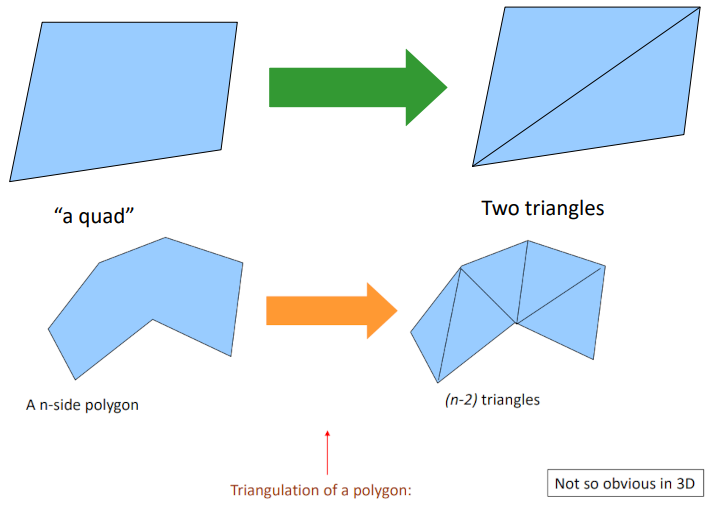 “a quad”
Two triangles
A n-side polygon
(n-2) triangles
Triangulation of a polygon:
Not so obvious in 3D